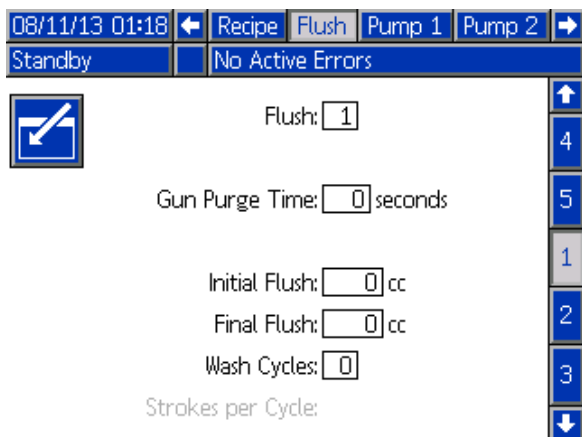 08/11/13 01:18 Recipe Flush Pump 1 Pump 2
Standby No Active Errors
Flush: 1
4
Gun Purge Time: 0 seconds
5
1
Initial Flush: 0 cc
Final Flush: 0 cc
2
Wash Cycles: 0
3
Strokes per Cycle: